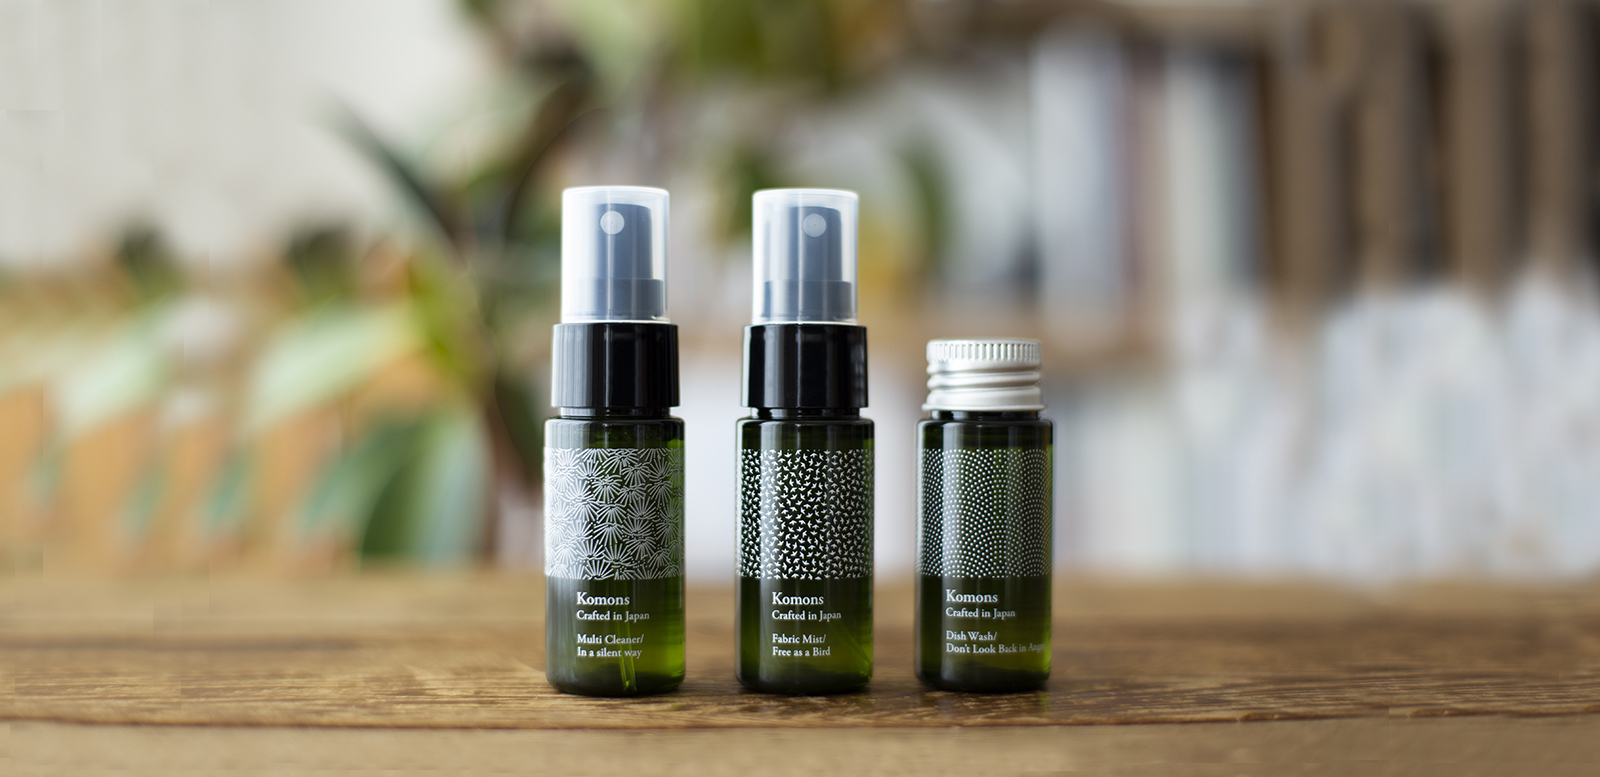 Komons
Crafted in Japan
Multi Cleaner/
In a silent way
Komons
Crafted in Japan
Fabric Mist/
Free as a Bird
Komons
Crafted in Japan
Dish Wash/
Don't Look Back in Anger